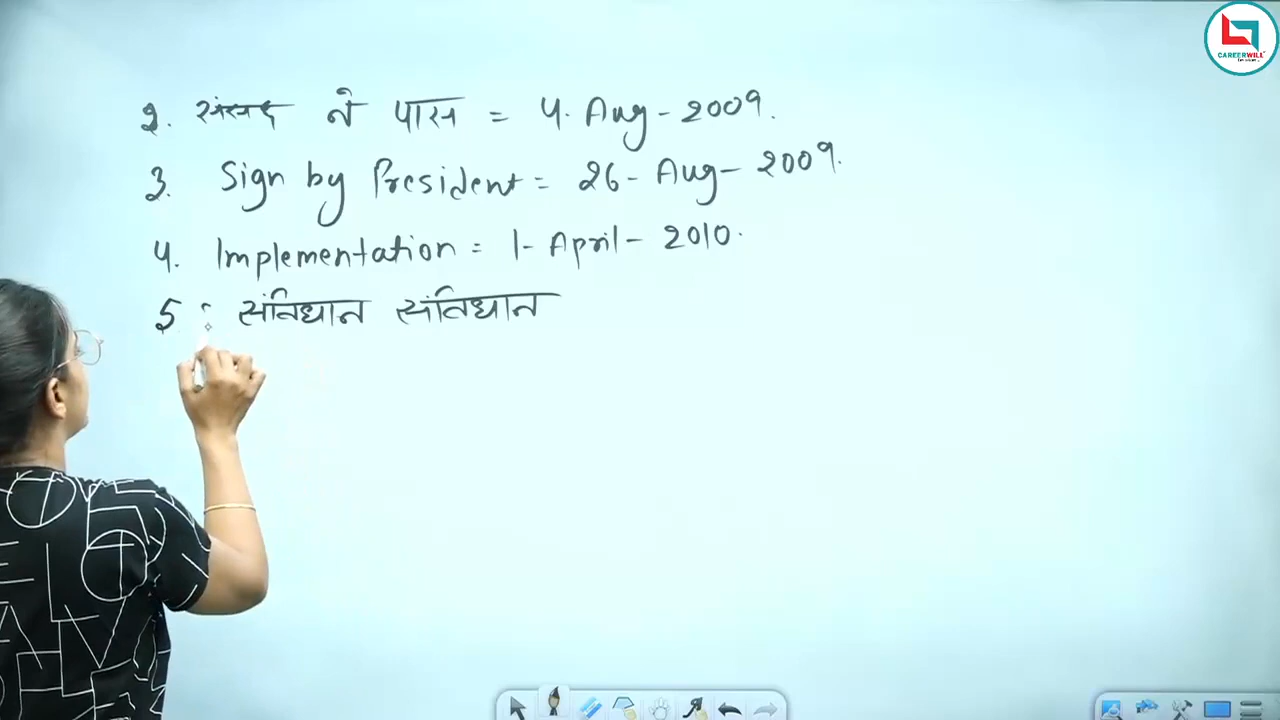 CAREERWILL
2. संसद ने पास = 4. Aug - 2009.
3. Sign by President = 26 - Aug - 2009.
4. Implementation = 1 - April - 2010.
5 : संविधान संविधान